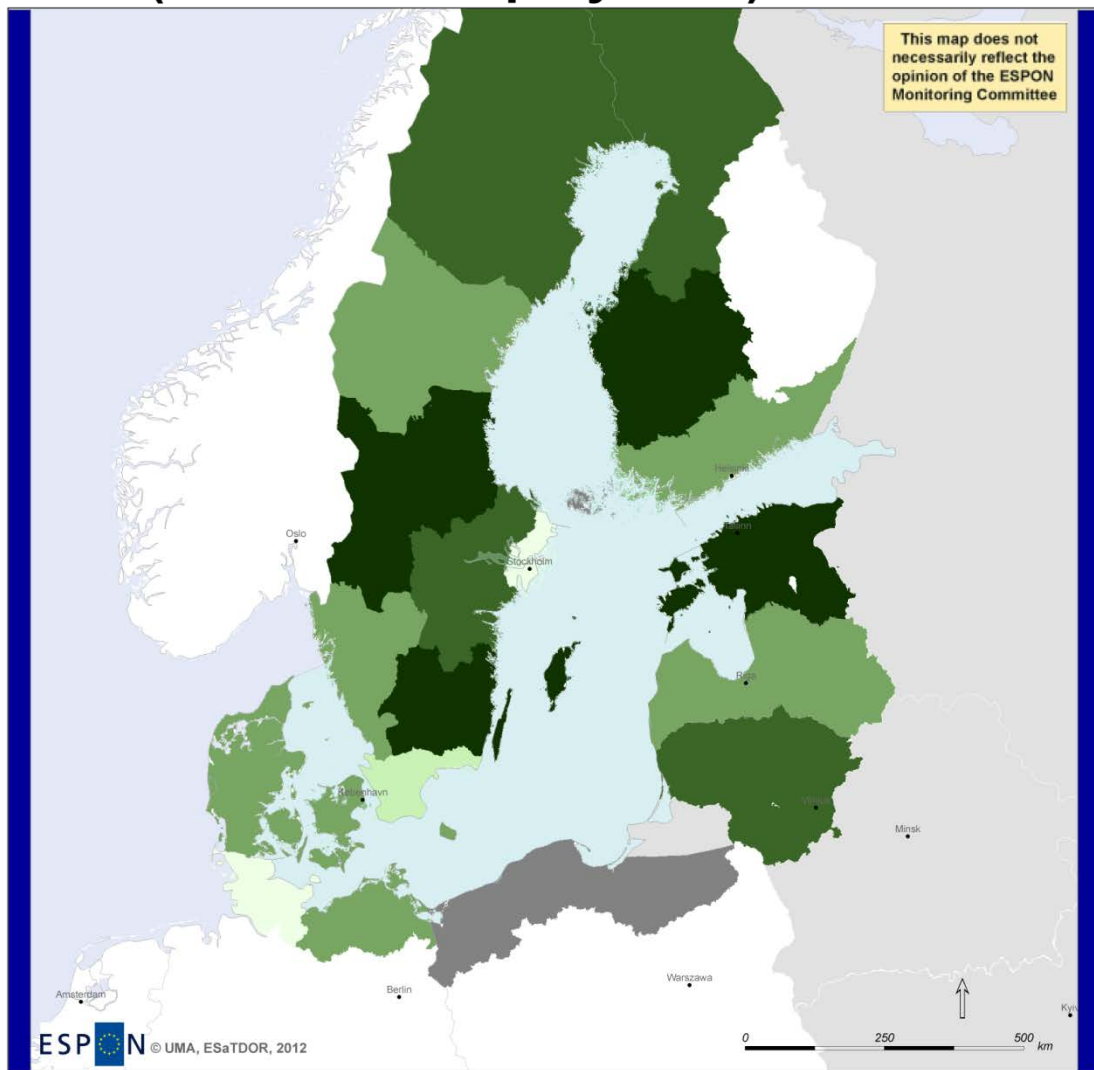 This map does not
necessarily reflect the
opinion of the ESPON
Monitoring Committee
Helsinki
Oslo
Tallinn
Stockholm
Riga
København
Vilnius
Minsk
Warszawa
Berlin
Amsterdam
Kyiv
ESPON © UMA, ESaTDOR, 2012
0 250 500
km